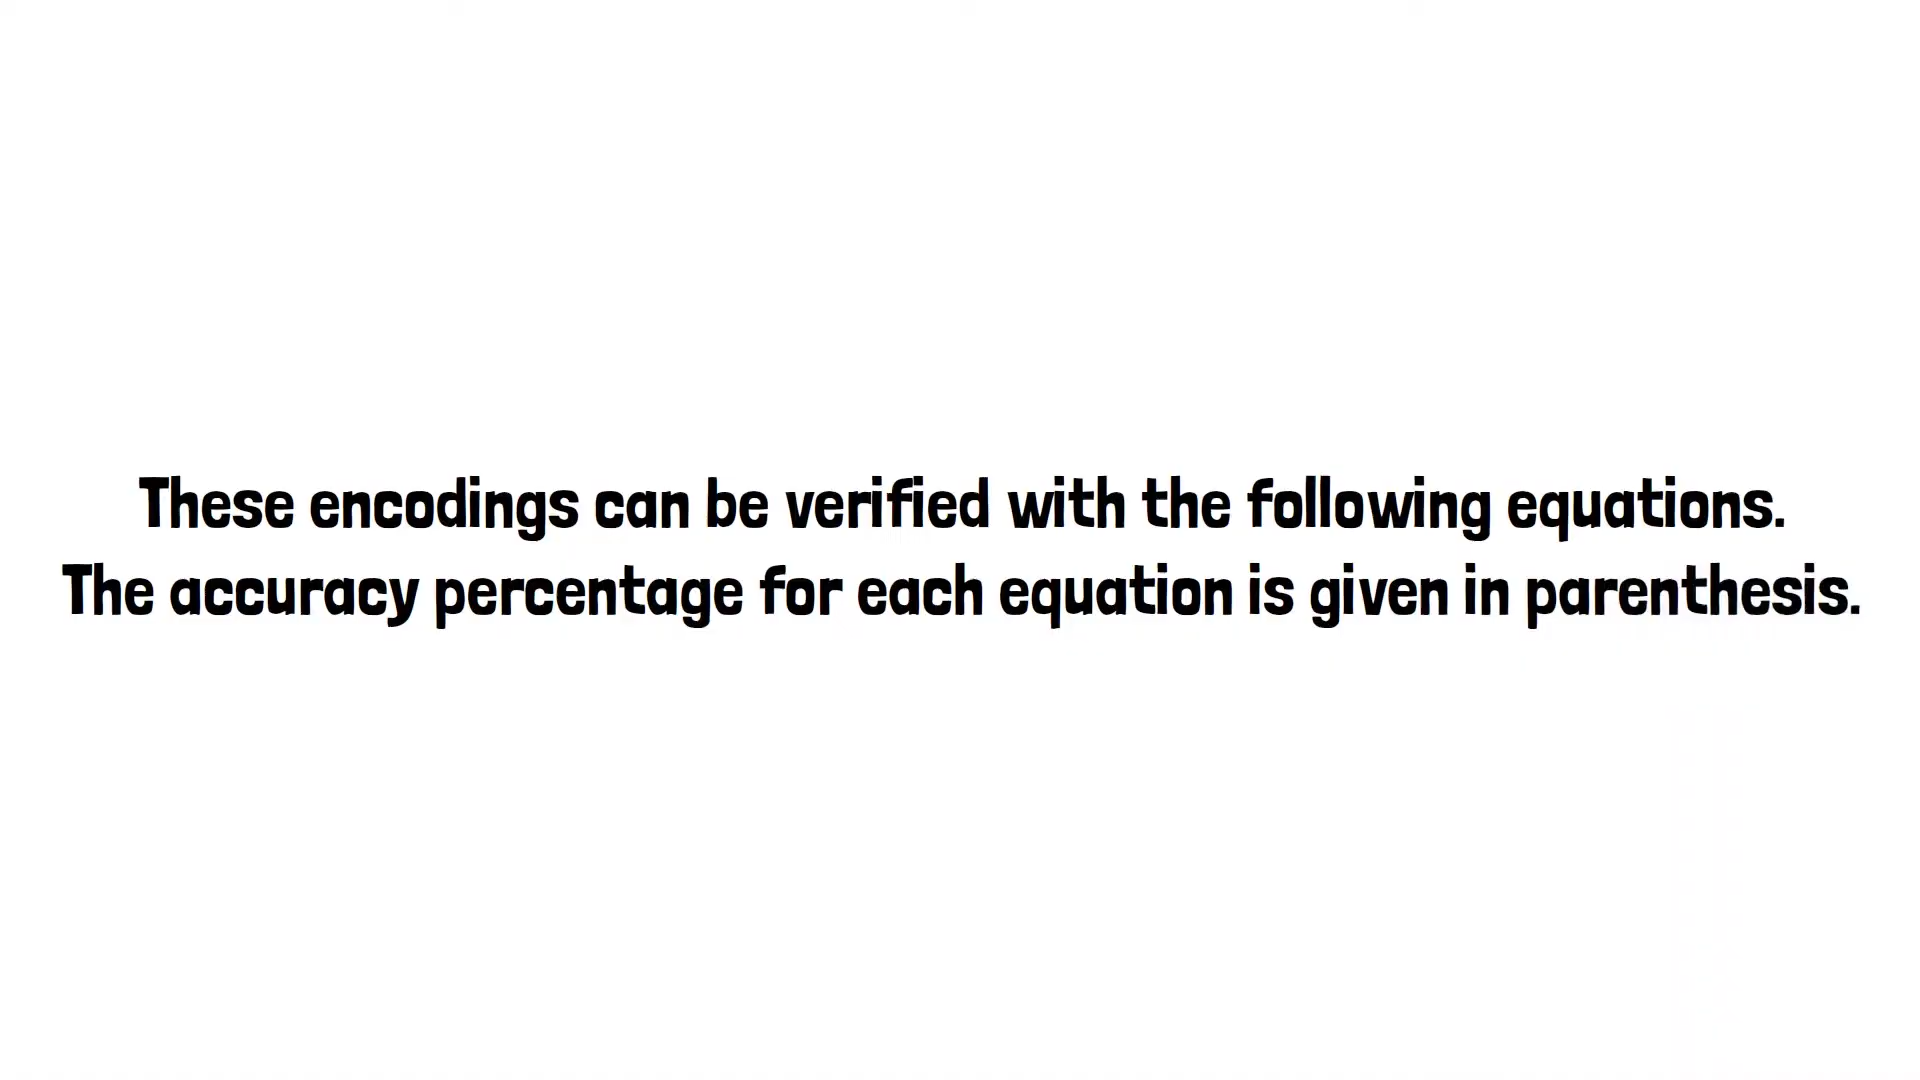 These encodings can be verified with the following equations.
The accuracy percentage for each equation is given in parenthesis.